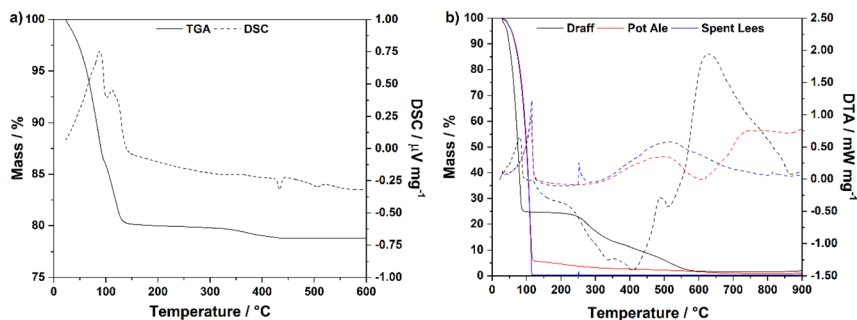 a)
TGA DSC
100
95
90
85
80
75
Mass / %
0 100 200 300 400 500 600
Temperature / °C
1.00
0.75
0.50
0.25
0.00
-0.25
-0.50
-0.75
-1.00
DSC / µV mg-1
b)
Draff Pot Ale Spent Lees
100
90
80
70
60
50
40
30
20
10
0
Mass / %
0 100 200 300 400 500 600 700 800 900
Temperature / °C
2.50
2.00
1.50
1.00
0.50
0.00
-0.50
-1.00
-1.50
DTA / mW mg-1